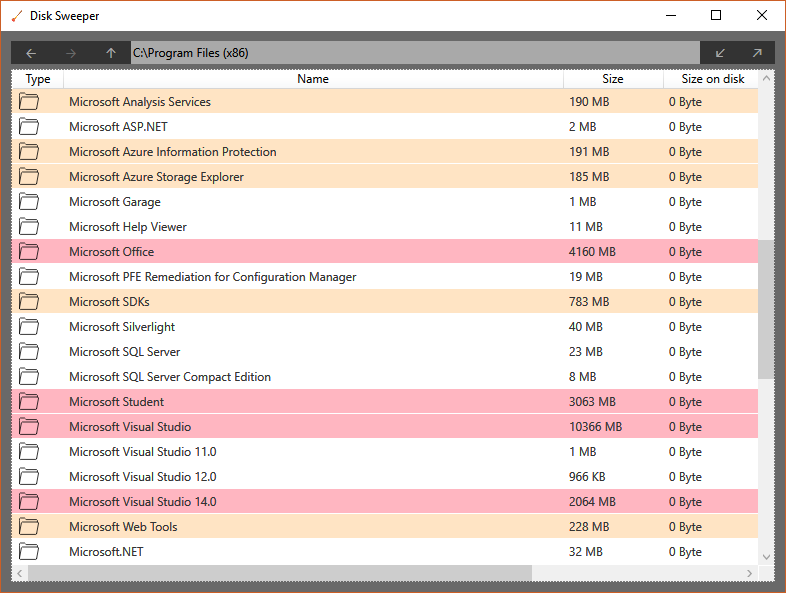 Disk Sweeper
C:\Program Files (x86)
Type Name Size Size on disk
Microsoft Analysis Services 190 MB 0 Byte
Microsoft ASP.NET 2 MB 0 Byte
Microsoft Azure Information Protection 191 MB 0 Byte
Microsoft Azure Storage Explorer 185 MB 0 Byte
Microsoft Garage 1 MB 0 Byte
Microsoft Help Viewer 11 MB 0 Byte
Microsoft Office 4160 MB 0 Byte
Microsoft PFE Remediation for Configuration Manager 19 MB 0 Byte
Microsoft SDKs 783 MB 0 Byte
Microsoft Silverlight 40 MB 0 Byte
Microsoft SQL Server 23 MB 0 Byte
Microsoft SQL Server Compact Edition 8 MB 0 Byte
Microsoft Student 3063 MB 0 Byte
Microsoft Visual Studio 10366 MB 0 Byte
Microsoft Visual Studio 11.0 1 MB 0 Byte
Microsoft Visual Studio 12.0 966 KB 0 Byte
Microsoft Visual Studio 14.0 2064 MB 0 Byte
Microsoft Web Tools 228 MB 0 Byte
Microsoft.NET 32 MB 0 Byte